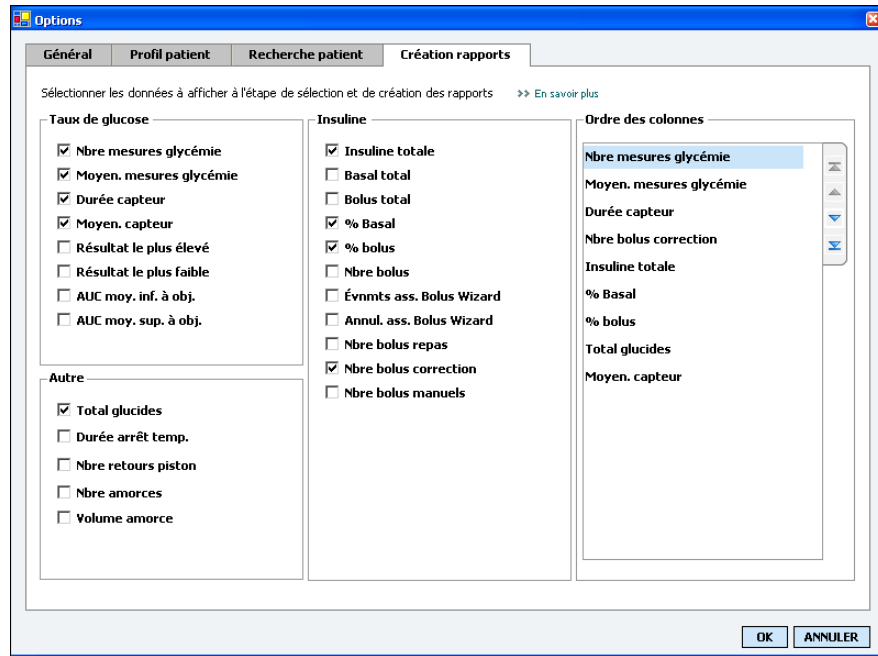 Options
Général
Profil patient
Recherche patient
Création rapports
Sélectionner les données à afficher à l'étape de sélection et de création des rapports >> En savoir plus
Taux de glucose
Nbre mesures glycémie
Moyen. mesures glycémie
Durée capteur
Moyen. capteur
Résultat le plus élevé
Résultat le plus faible
AUC moy. inf. à obj.
AUC moy. sup. à obj.
Autre
Total glucides
Durée arrêt temp.
Nbre retours piston
Nbre amorces
Volume amorce
Insuline
Insuline totale
Basal total
Bolus total
% Basal
% bolus
Nbre bolus
Évnmts ass. Bolus Wizard
Annul. ass. Bolus Wizard
Nbre bolus repas
Nbre bolus correction
Nbre bolus manuels
Ordre des colonnes
Nbre mesures glycémie
Moyen. mesures glycémie
Durée capteur
Nbre bolus correction
Insuline totale
% Basal
% bolus
Total glucides
Moyen. capteur
OK
ANNULER